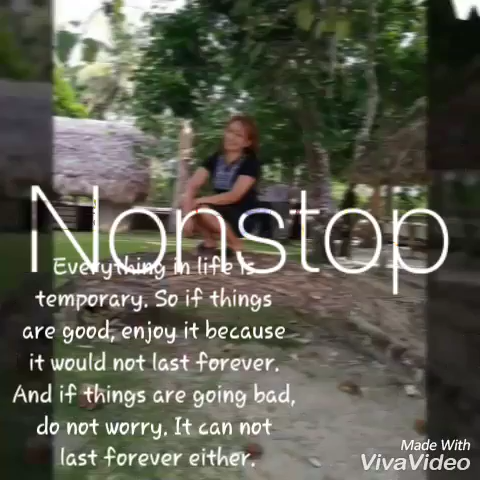 Nonstop
Everything in life is
temporary. So if things
are good, enjoy it because
it would not last forever.
And if things are going bad,
do not worry. It can not
last forever either.
Made With
VivaVideo